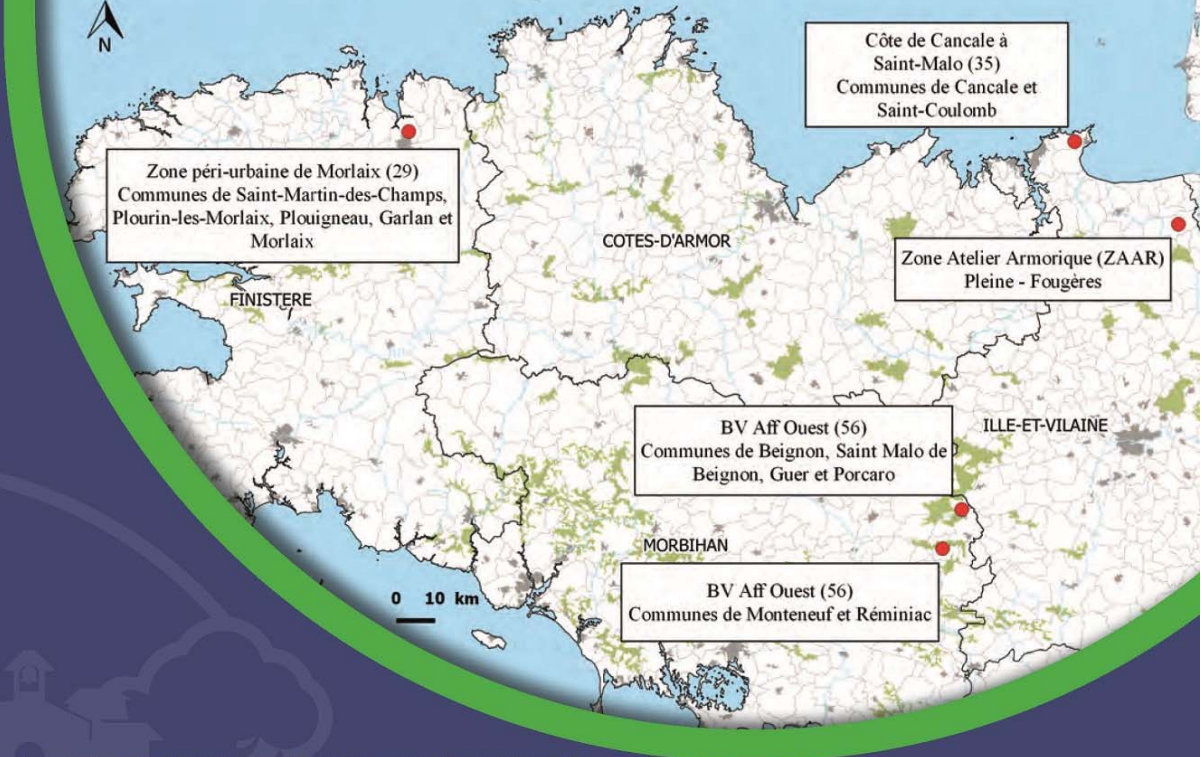 N
Côte de Cancale à
Saint-Malo (35)
Communes de Cancale et
Saint-Coulomb
Zone péri-urbaine de Morlaix (29)
Communes de Saint-Martin-des-Champs,
Plourin-les-Morlaix, Plouigneau, Garlan et
Morlaix
COTES-D'ARMOR
Zone Atelier Armorique (ZAAR)
Pleine - Fougères
FINISTERE
BV Aff Ouest (56)
Communes de Beignon, Saint Malo de
Beignon, Guer et Porcaro
ILLE-ET-VILAINE
MORBIHAN
BV Aff Ouest (56)
Communes de Monteneuf et Réminiac
0 10 km